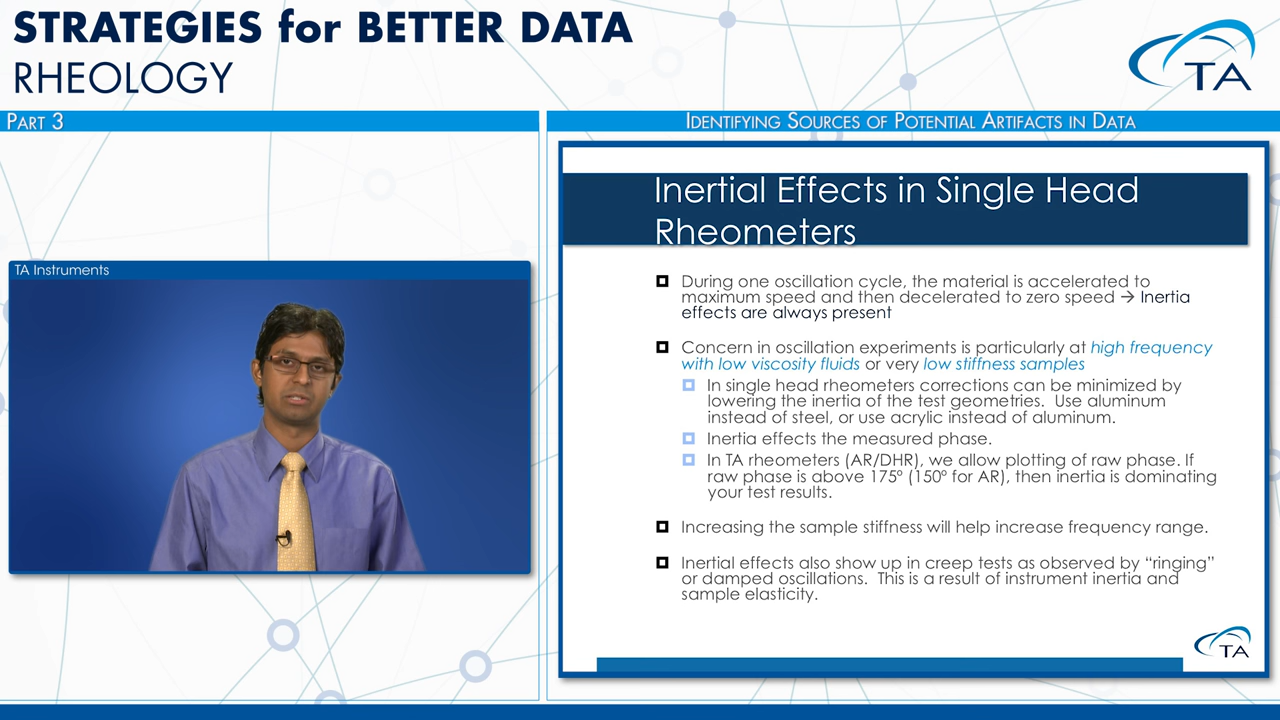 STRATEGIES for BETTER DATA
RHEOLOGY
TA
PART 3
IDENTIFYING SOURCES OF POTENTIAL ARTIFACTS IN DATA
TA Instruments
Inertial Effects in Single Head
Rheometers
During one oscillation cycle, the material is accelerated to
maximum speed and then decelerated to zero speed → Inertia
effects are always present
Concern in oscillation experiments is particularly at high frequency
with low viscosity fluids or very low stiffness samples
In single head rheometers corrections can be minimized by
lowering the inertia of the test geometries. Use aluminum
instead of steel, or use acrylic instead of aluminum.
Inertia effects the measured phase.
In TA rheometers (AR/DHR), we allow plotting of raw phase. If
raw phase is above 175º (150º for AR), then inertia is dominating
your test results.
Increasing the sample stiffness will help increase frequency range.
Inertial effects also show up in creep tests as observed by “ringing”
or damped oscillations. This is a result of instrument inertia and
sample elasticity.
TA